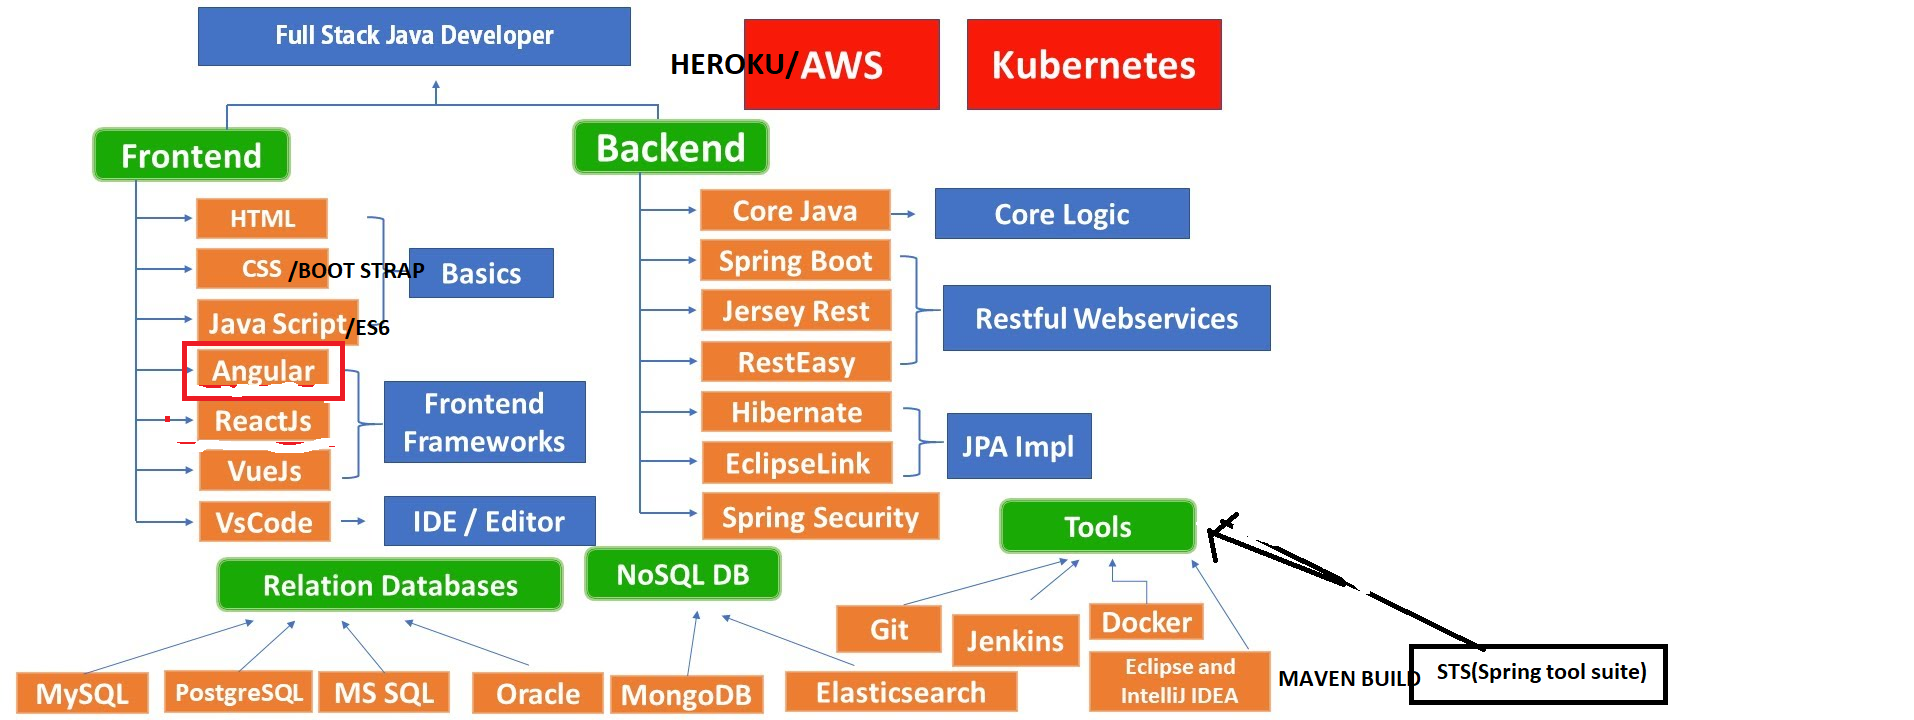 Full Stack Java Developer
HEROKU/AWS
Kubernetes
Frontend
Backend
HTML
CSS /BOOT STRAP
Java Script/ES6
Basics
Angular
ReactJs
VueJs
Frontend
Frameworks
VsCode
IDE / Editor
Core Java
Core Logic
Spring Boot
Jersey Rest
RestEasy
Restful Webservices
Hibernate
EclipseLink
JPA Impl
Spring Security
Relation Databases
MySQL
PostgreSQL
MS SQL
Oracle
NoSQL DB
MongoDB
Elasticsearch
Tools
Git
Jenkins
Docker
Eclipse and
IntelliJ IDEA
MAVEN BUILD
STS(Spring tool suite)